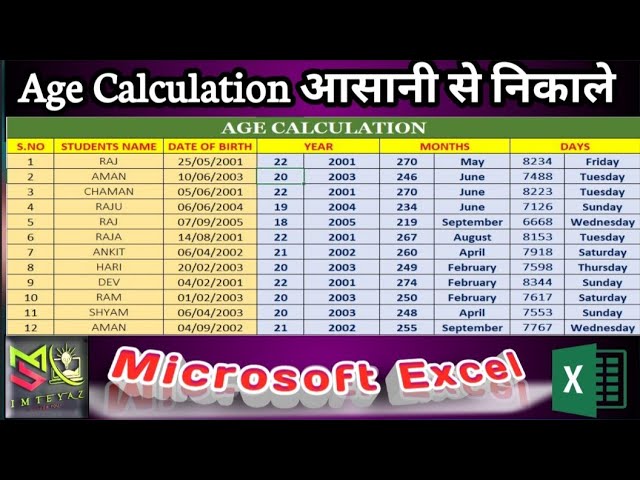 Age Calculation आसानी से निकाले
AGE CALCULATION
S.NO STUDENTS NAME DATE OF BIRTH YEAR MONTHS DAYS
1 RAJ 25/05/2001 22 2001 270 May 8234 Friday
2 AMAN 10/06/2003 20 2003 246 June 7488 Tuesday
3 CHAMAN 05/06/2001 22 2001 270 June 8223 Tuesday
4 RAJU 06/06/2004 19 2004 234 June 7126 Sunday
5 RAJ 07/09/2005 18 2005 219 September 6668 Wednesday
6 RAJA 14/08/2001 22 2001 267 August 8153 Tuesday
7 ANKIT 06/04/2002 21 2002 260 April 7918 Saturday
8 HARI 20/02/2003 20 2003 249 February 7598 Thursday
9 DEV 04/02/2001 22 2001 274 February 8344 Sunday
10 RAM 01/02/2003 20 2003 250 February 7617 Saturday
11 SHYAM 06/04/2003 20 2003 248 April 7553 Sunday
12 AMAN 04/09/2002 21 2002 255 September 7767 Wednesday
IMTEYAZ
Microsoft Excel
X